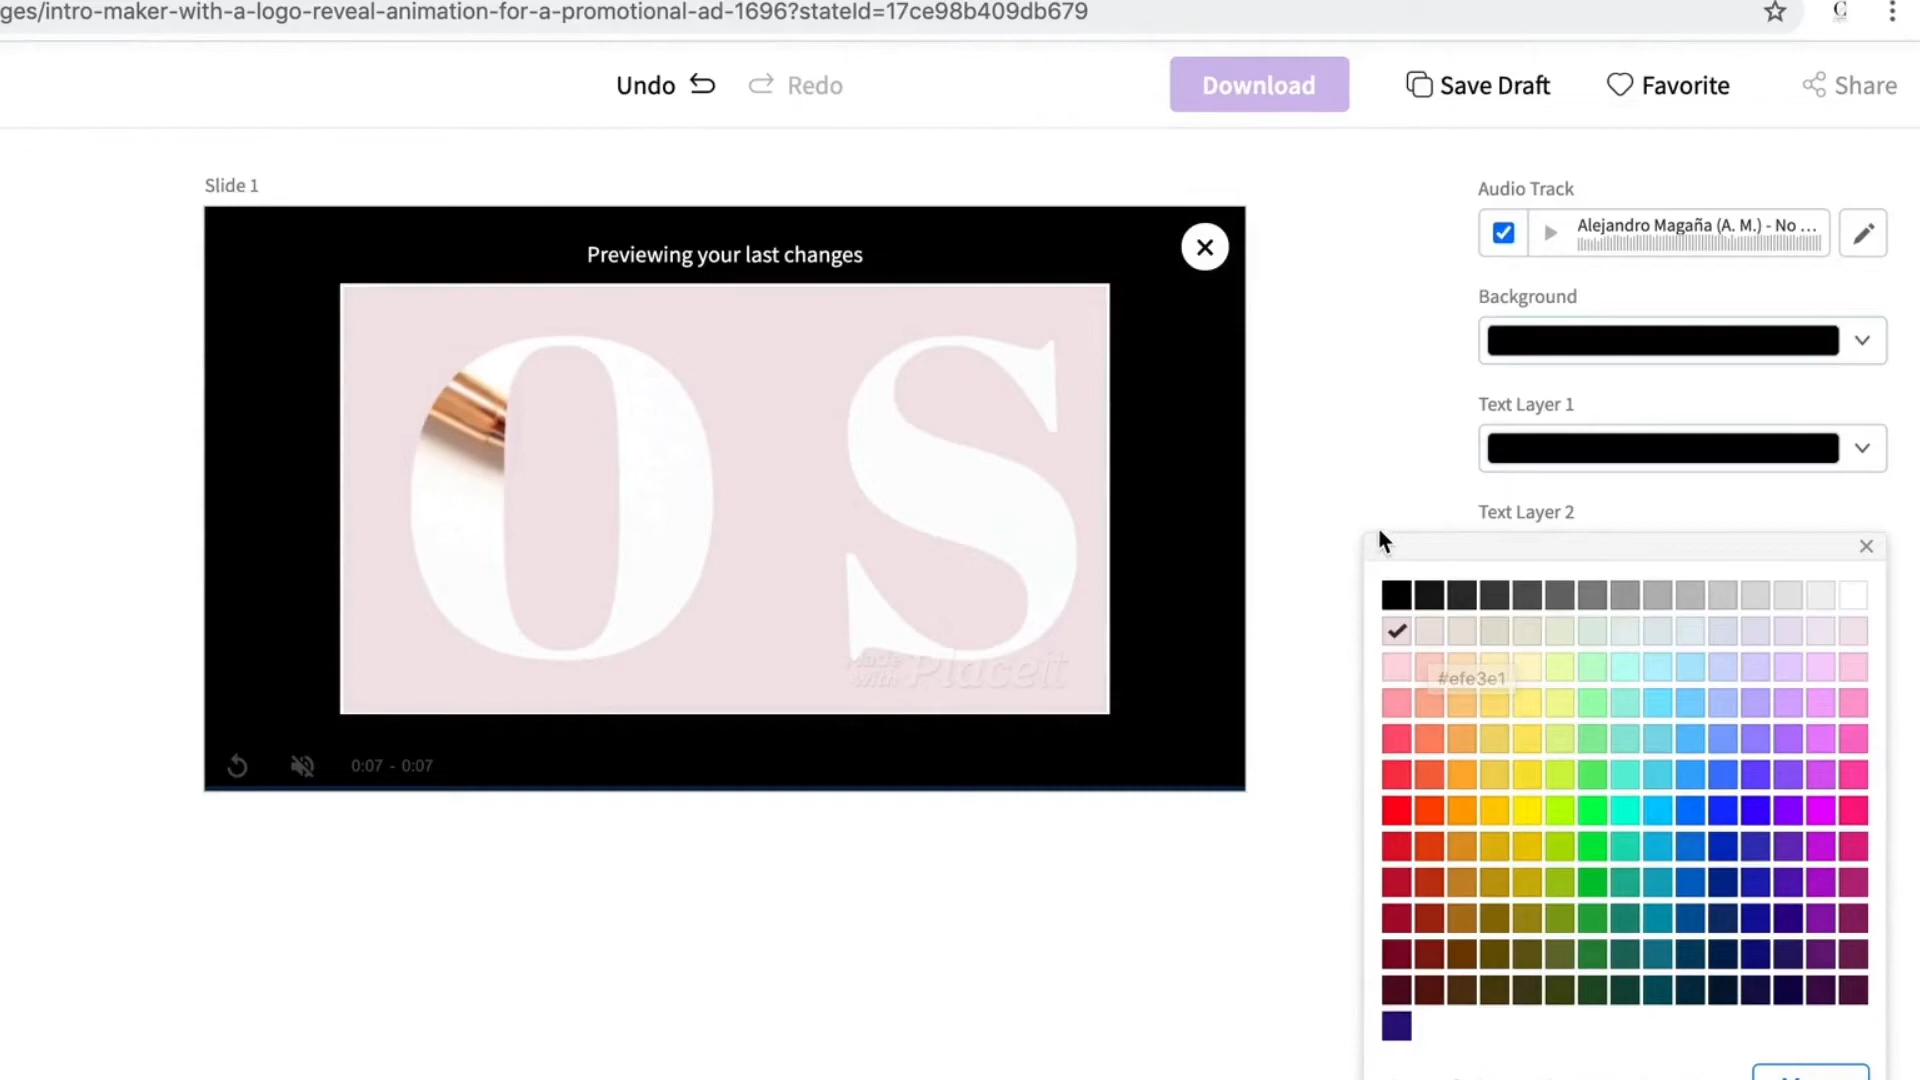 ges/intro-maker-with-a-logo-reveal-animation-for-a-promotional-ad-1696?stateId=17ce98b409db679
Undo
Redo
Download
Save Draft
Favorite
Share
Slide 1
Previewing your last changes
O S
Made with Placeit
0:07 - 0:07
Audio Track
Alejandro Magaña (A. M.) - No ...
Background
Text Layer 1
Text Layer 2
#efe3e1